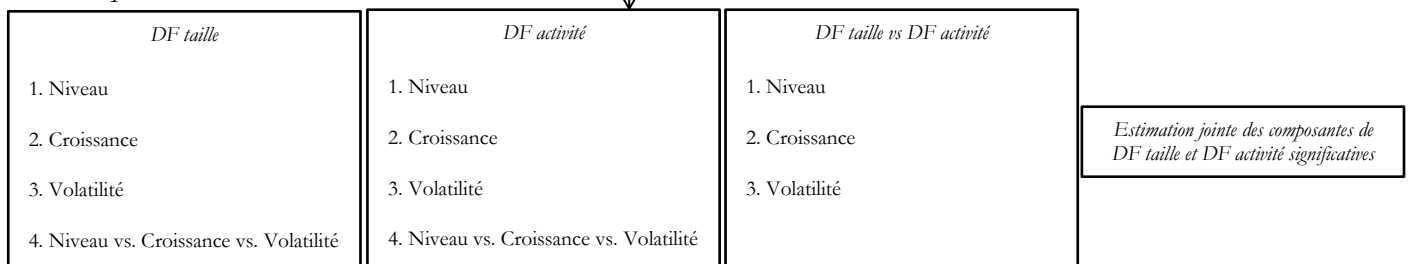 DF taille
1. Niveau
2. Croissance
3. Volatilité
4. Niveau vs. Croissance vs. Volatilité
DF activité
1. Niveau
2. Croissance
3. Volatilité
4. Niveau vs. Croissance vs. Volatilité
DF taille vs DF activité
1. Niveau
2. Croissance
3. Volatilité
Estimation jointe des composantes de
DF taille et DF activité significatives